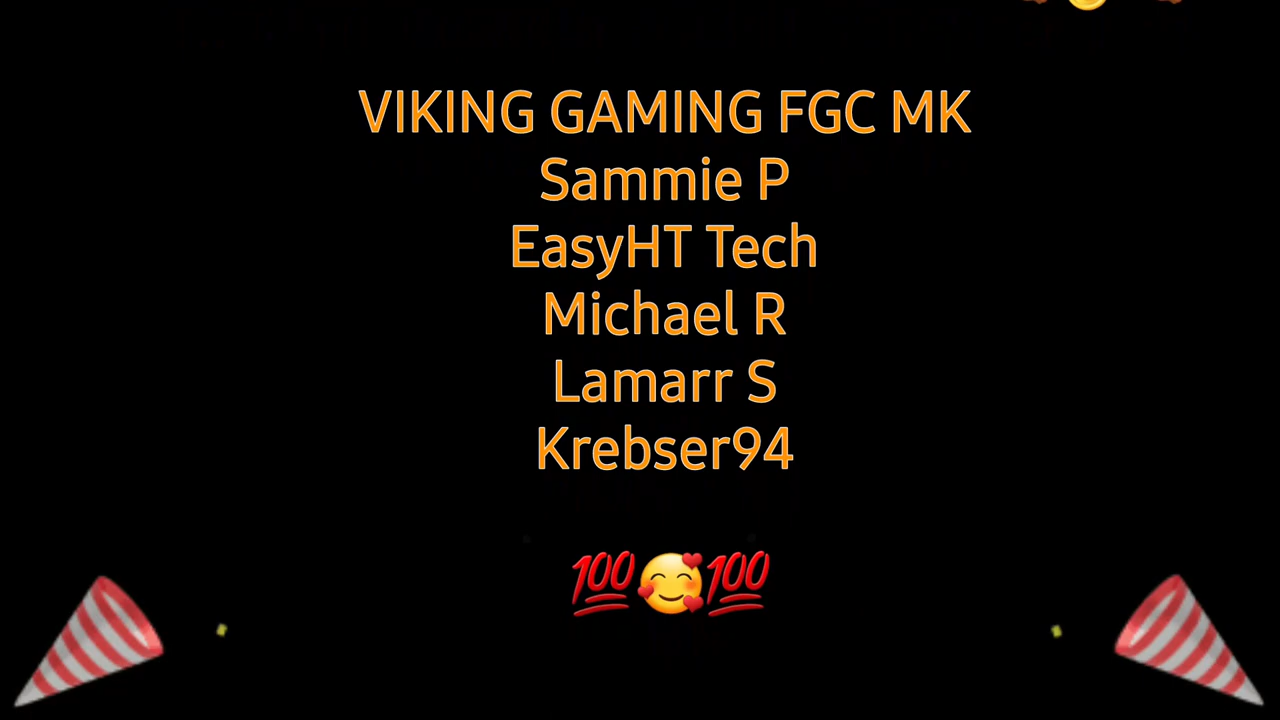 VIKING GAMING FGC MK
Sammie P
EasyHT Tech
Michael R
Lamarr S
Krebser94
💯🥰💯